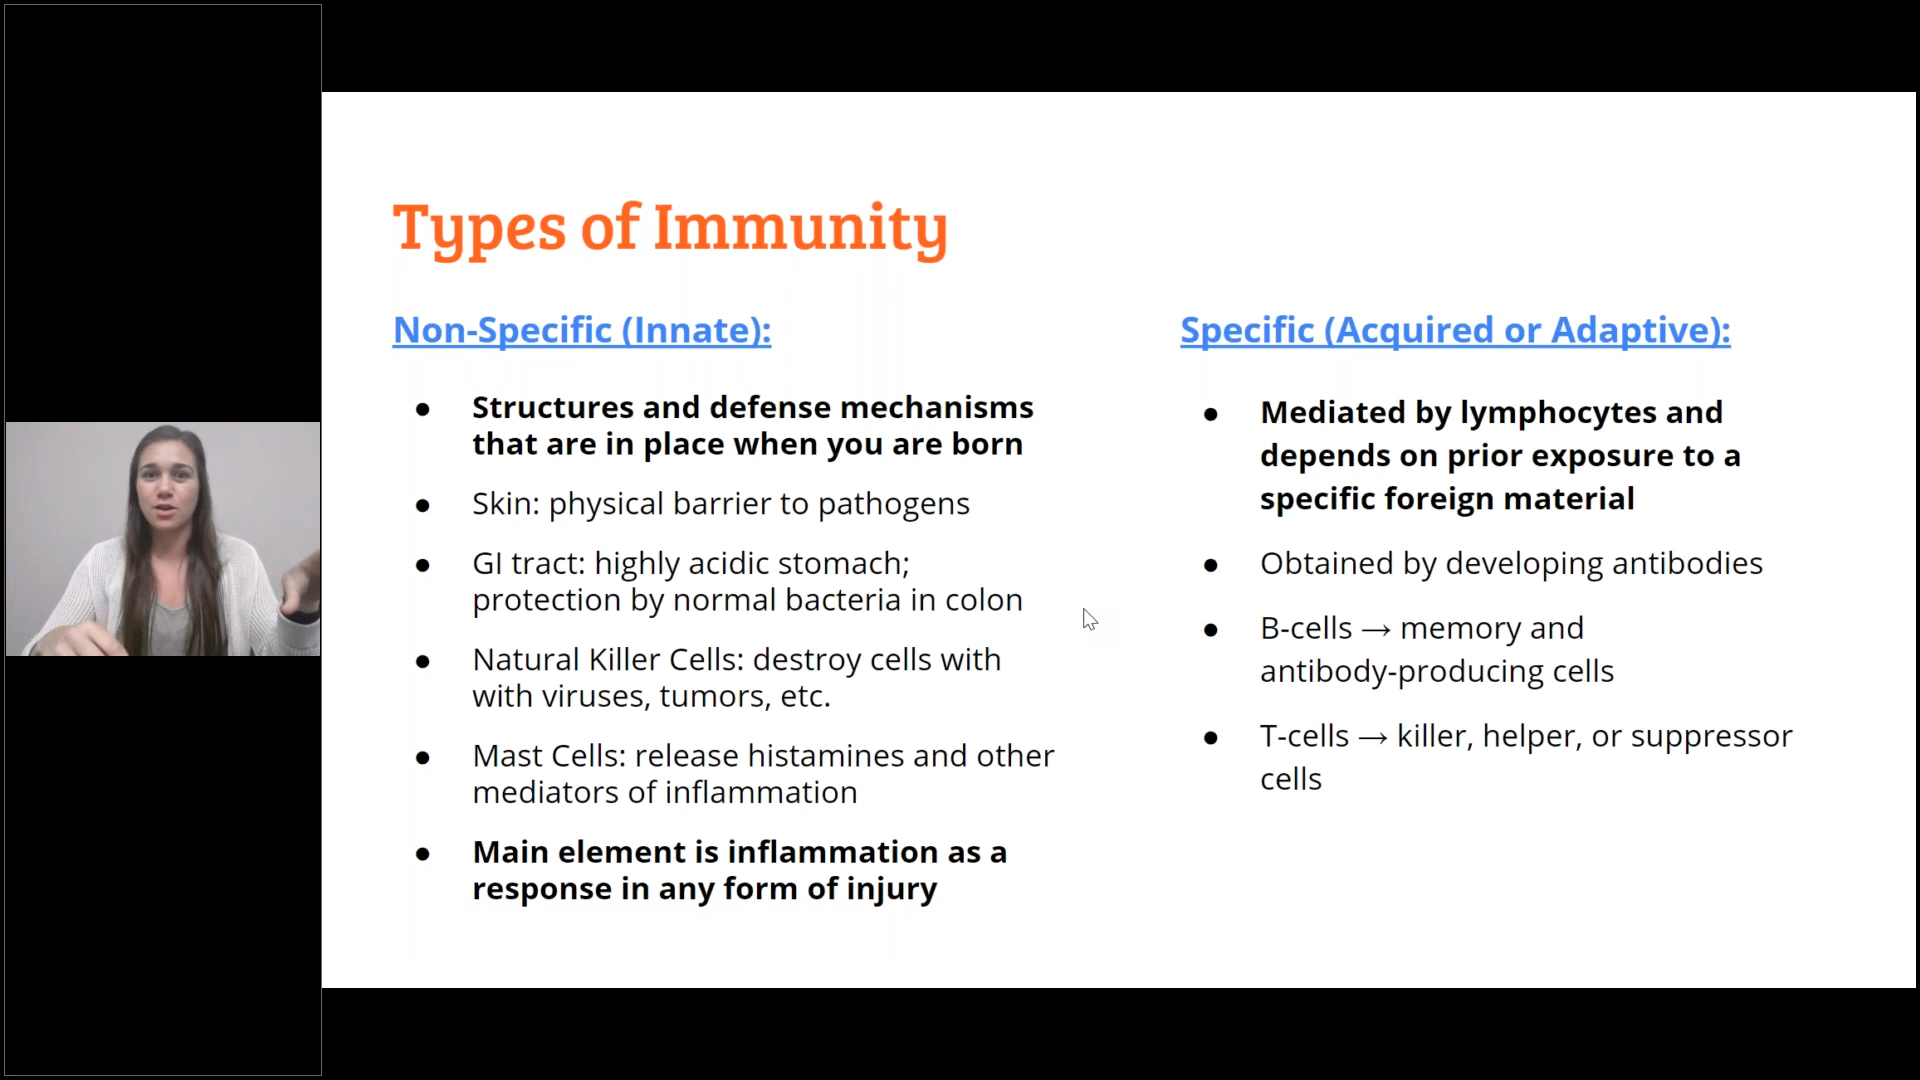 Types of Immunity
Non-Specific (Innate):
● Structures and defense mechanisms
that are in place when you are born
● Skin: physical barrier to pathogens
● GI tract: highly acidic stomach;
protection by normal bacteria in colon
● Natural Killer Cells: destroy cells with
with viruses, tumors, etc.
● Mast Cells: release histamines and other
mediators of inflammation
● Main element is inflammation as a
response in any form of injury
Specific (Acquired or Adaptive):
● Mediated by lymphocytes and
depends on prior exposure to a
specific foreign material
● Obtained by developing antibodies
● B-cells → memory and
antibody-producing cells
● T-cells → killer, helper, or suppressor
cells